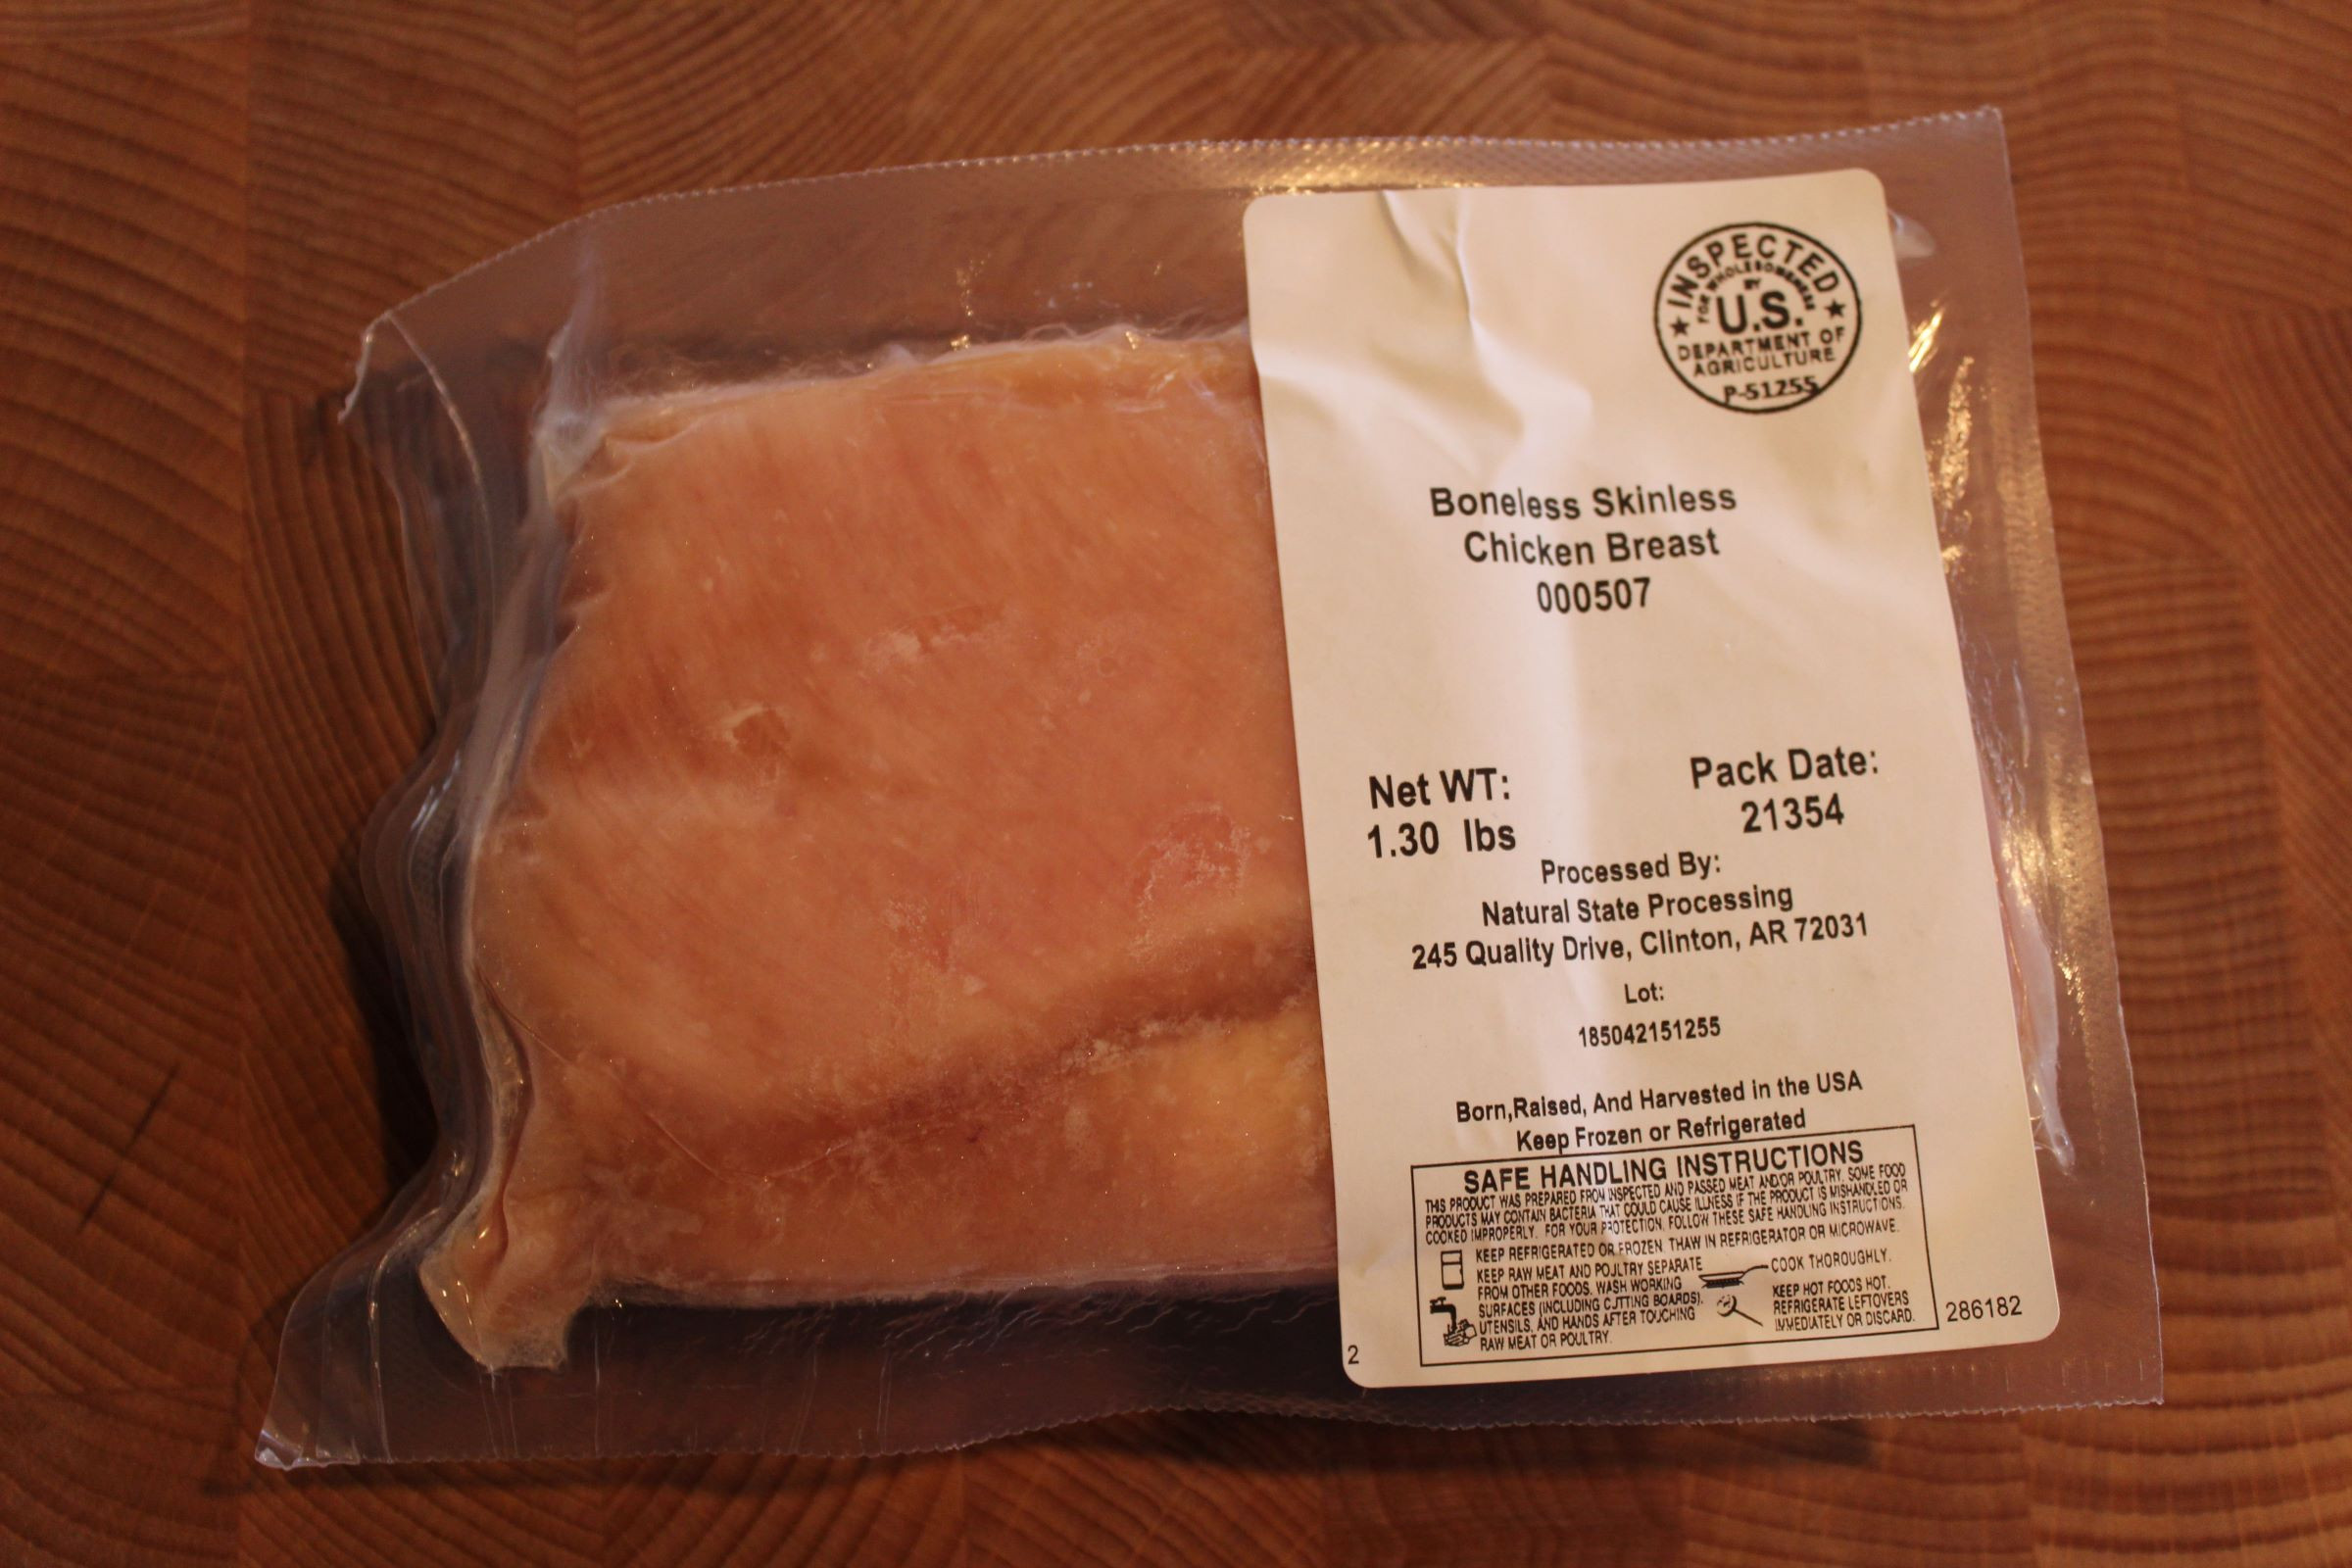 INSPECTED
FOR WHOLESOMENESS
BY
U.S.
DEPARTMENT OF
AGRICULTURE
P-51255
Boneless Skinless
Chicken Breast
000507
Net WT:
1.30 lbs
Pack Date:
21354
Processed By:
Natural State Processing
245 Quality Drive, Clinton, AR 72031
Lot:
185042151255
Born,Raised, And Harvested in the USA
Keep Frozen or Refrigerated
SAFE HANDLING INSTRUCTIONS
THIS PRODUCT WAS PREPARED FROM INSPECTED AND PASSED MEAT AND/OR POULTRY. SOME FOOD
PRODUCTS MAY CONTAIN BACTERIA THAT COULD CAUSE ILLNESS IF THE PRODUCT IS MISHANDLED OR
COOKED IMPROPERLY. FOR YOUR PROTECTION, FOLLOW THESE SAFE HANDLING INSTRUCTIONS.
KEEP REFRIGERATED OR FROZEN. THAW IN REFRIGERATOR OR MICROWAVE.
KEEP RAW MEAT AND POULTRY SEPARATE
FROM OTHER FOODS. WASH WORKING
SURFACES (INCLUDING CUTTING BOARDS),
UTENSILS, AND HANDS AFTER TOUCHING
RAW MEAT OR POULTRY.
COOK THOROUGHLY.
KEEP HOT FOODS HOT.
REFRIGERATE LEFTOVERS
IMMEDIATELY OR DISCARD.
286182
2